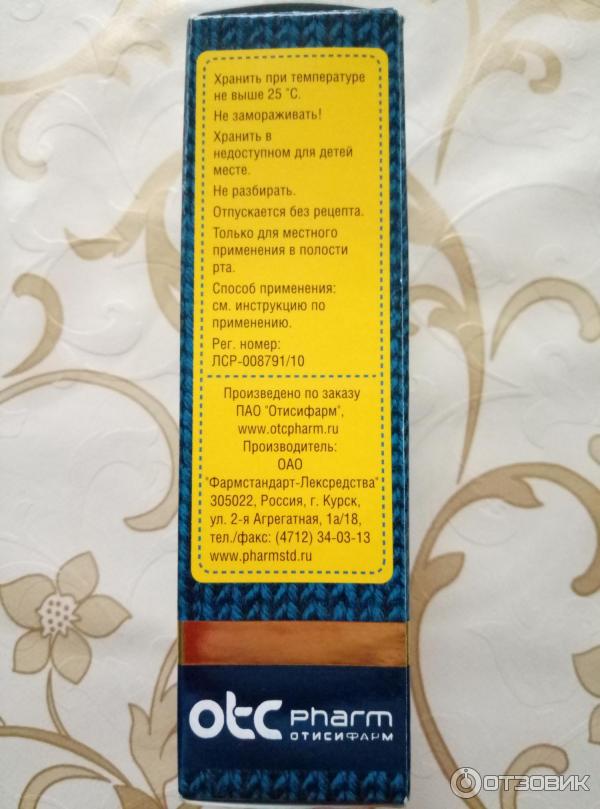 Хранить при температуре
не выше 25 °С.
Не замораживать!
Хранить в
недоступном для детей
месте.
Не разбирать.
Отпускается без рецепта.
Только для местного
применения в полости
рта.
Способ применения:
см. инструкцию по
применению.
Рег. номер:
ЛСР-008791/10
Произведено по заказу
ПАО "Отисифарм",
www.otcpharm.ru
Производитель:
ОАО
"Фармстандарт-Лексредства"
305022, Россия, г. Курск,
ул. 2-я Агрегатная, 1а/18,
тел./факс: (4712) 34-03-13
www.pharmstd.ru
otc pharm
ОТИСИФАРМ
ОТЗОВИК